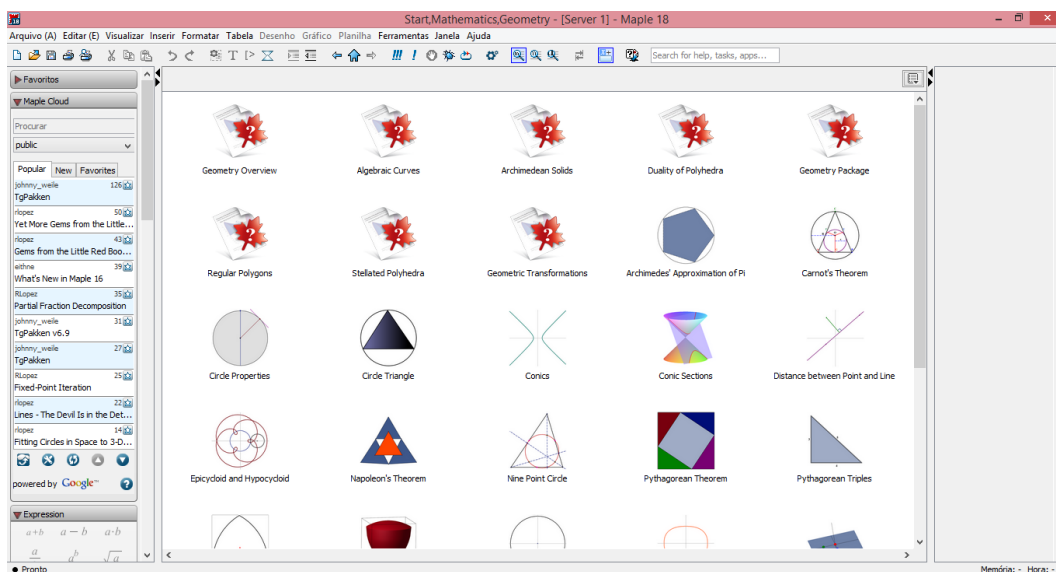 Start,Mathematics,Geometry - [Server 1] - Maple 18
Arquivo (A) Editar (E) Visualizar Inserir Formatar Tabela Desenho Gráfico Planilha Ferramentas Janela Ajuda
Search for help, tasks, apps...
Favoritos
Maple Cloud
Procurar
public
Popular New Favorites
johnny_weile 126
TgPakken
rlopez 50
Yet More Gems from the Little...
rlopez 43
Gems from the Little Red Boo...
eithne 39
What's New in Maple 16
RLopez 35
Partial Fraction Decomposition
johnny_weile 31
TgPakken v6.9
johnny_weile 27
TgPakken
RLopez 25
Fixed-Point Iteration
rlopez 22
Lines - The Devil Is in the Det...
rlopez 14
Fitting Circles in Space to 3-D...
powered by Google™
Expression
a+b a-b a·b
a a^b √a
Pronto
Geometry Overview
Algebraic Curves
Archimedean Solids
Duality of Polyhedra
Geometry Package
Regular Polygons
Stellated Polyhedra
Geometric Transformations
Archimedes' Approximation of Pi
Carnot's Theorem
Circle Properties
Circle Triangle
Conics
Conic Sections
Distance between Point and Line
Epicycloid and Hypocycloid
Napoleon's Theorem
Nine Point Circle
Pythagorean Theorem
Pythagorean Triples
Memória: - Hora: -